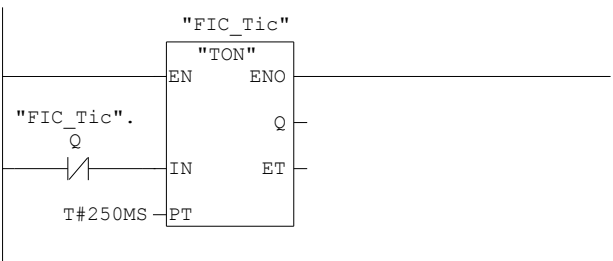 "FIC_Tic"
"TON"
EN ENO
"FIC_Tic".
Q
Q
IN ET
T#250MS PT